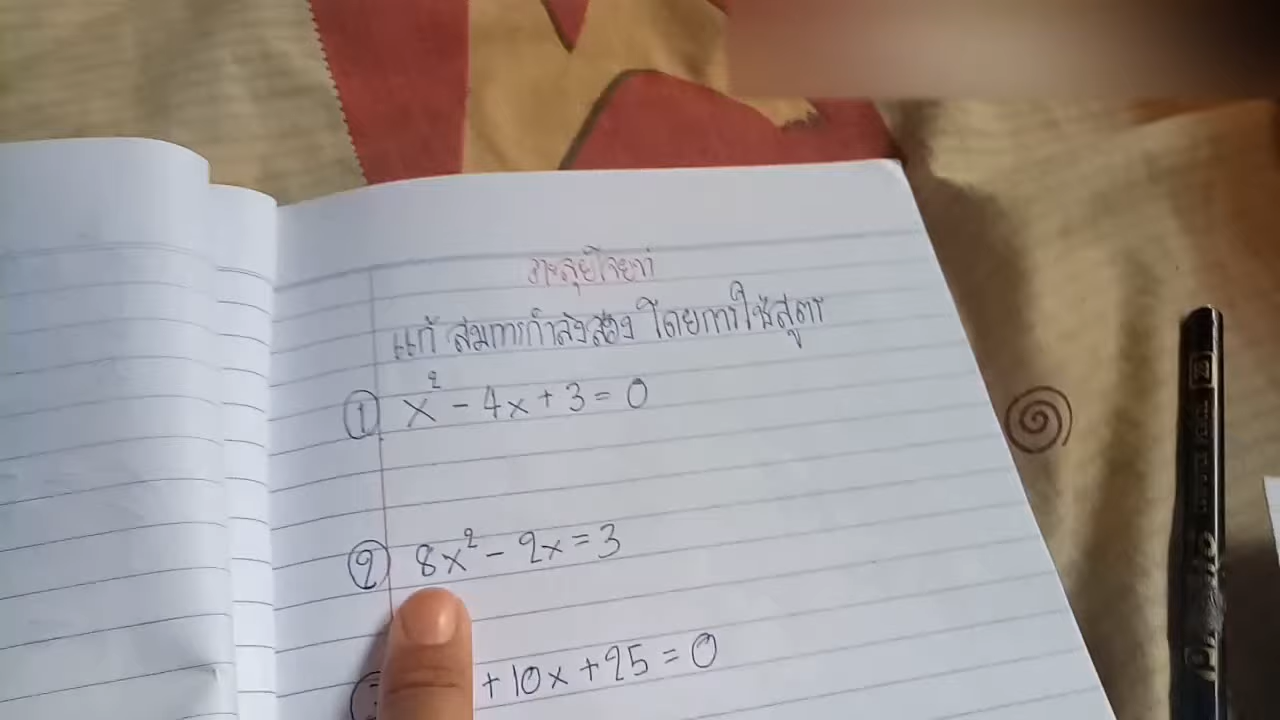 ตะลุยโจทย์
แก้ สมการกำลังสอง โดยการใช้สูตร
① x² - 4x + 3 = 0
② 8x² - 2x = 3
+ 10x + 25 = 0